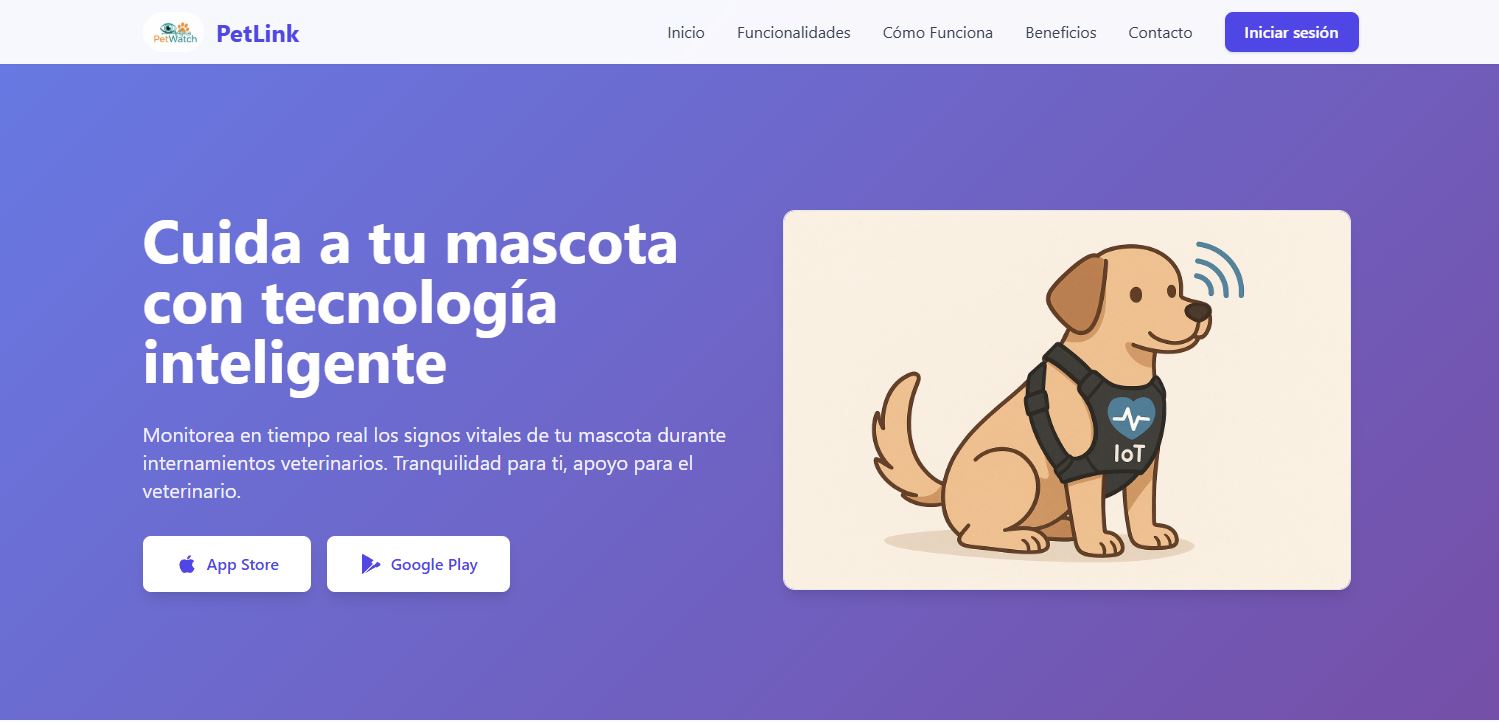 PetWatch
PetLink
Inicio
Funcionalidades
Cómo Funciona
Beneficios
Contacto
Iniciar sesión
Cuida a tu mascota
con tecnología
inteligente
Monitorea en tiempo real los signos vitales de tu mascota durante
internamientos veterinarios. Tranquilidad para ti, apoyo para el
veterinario.
App Store
Google Play
IoT